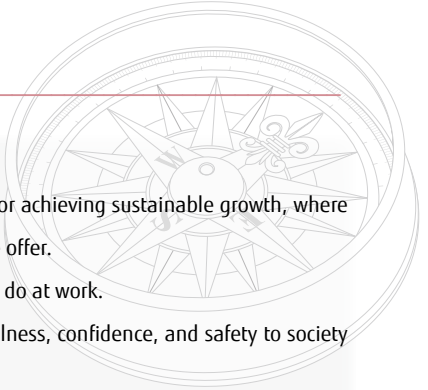 W
S
E
or achieving sustainable growth, where
offer.
do at work.
lness, confidence, and safety to society